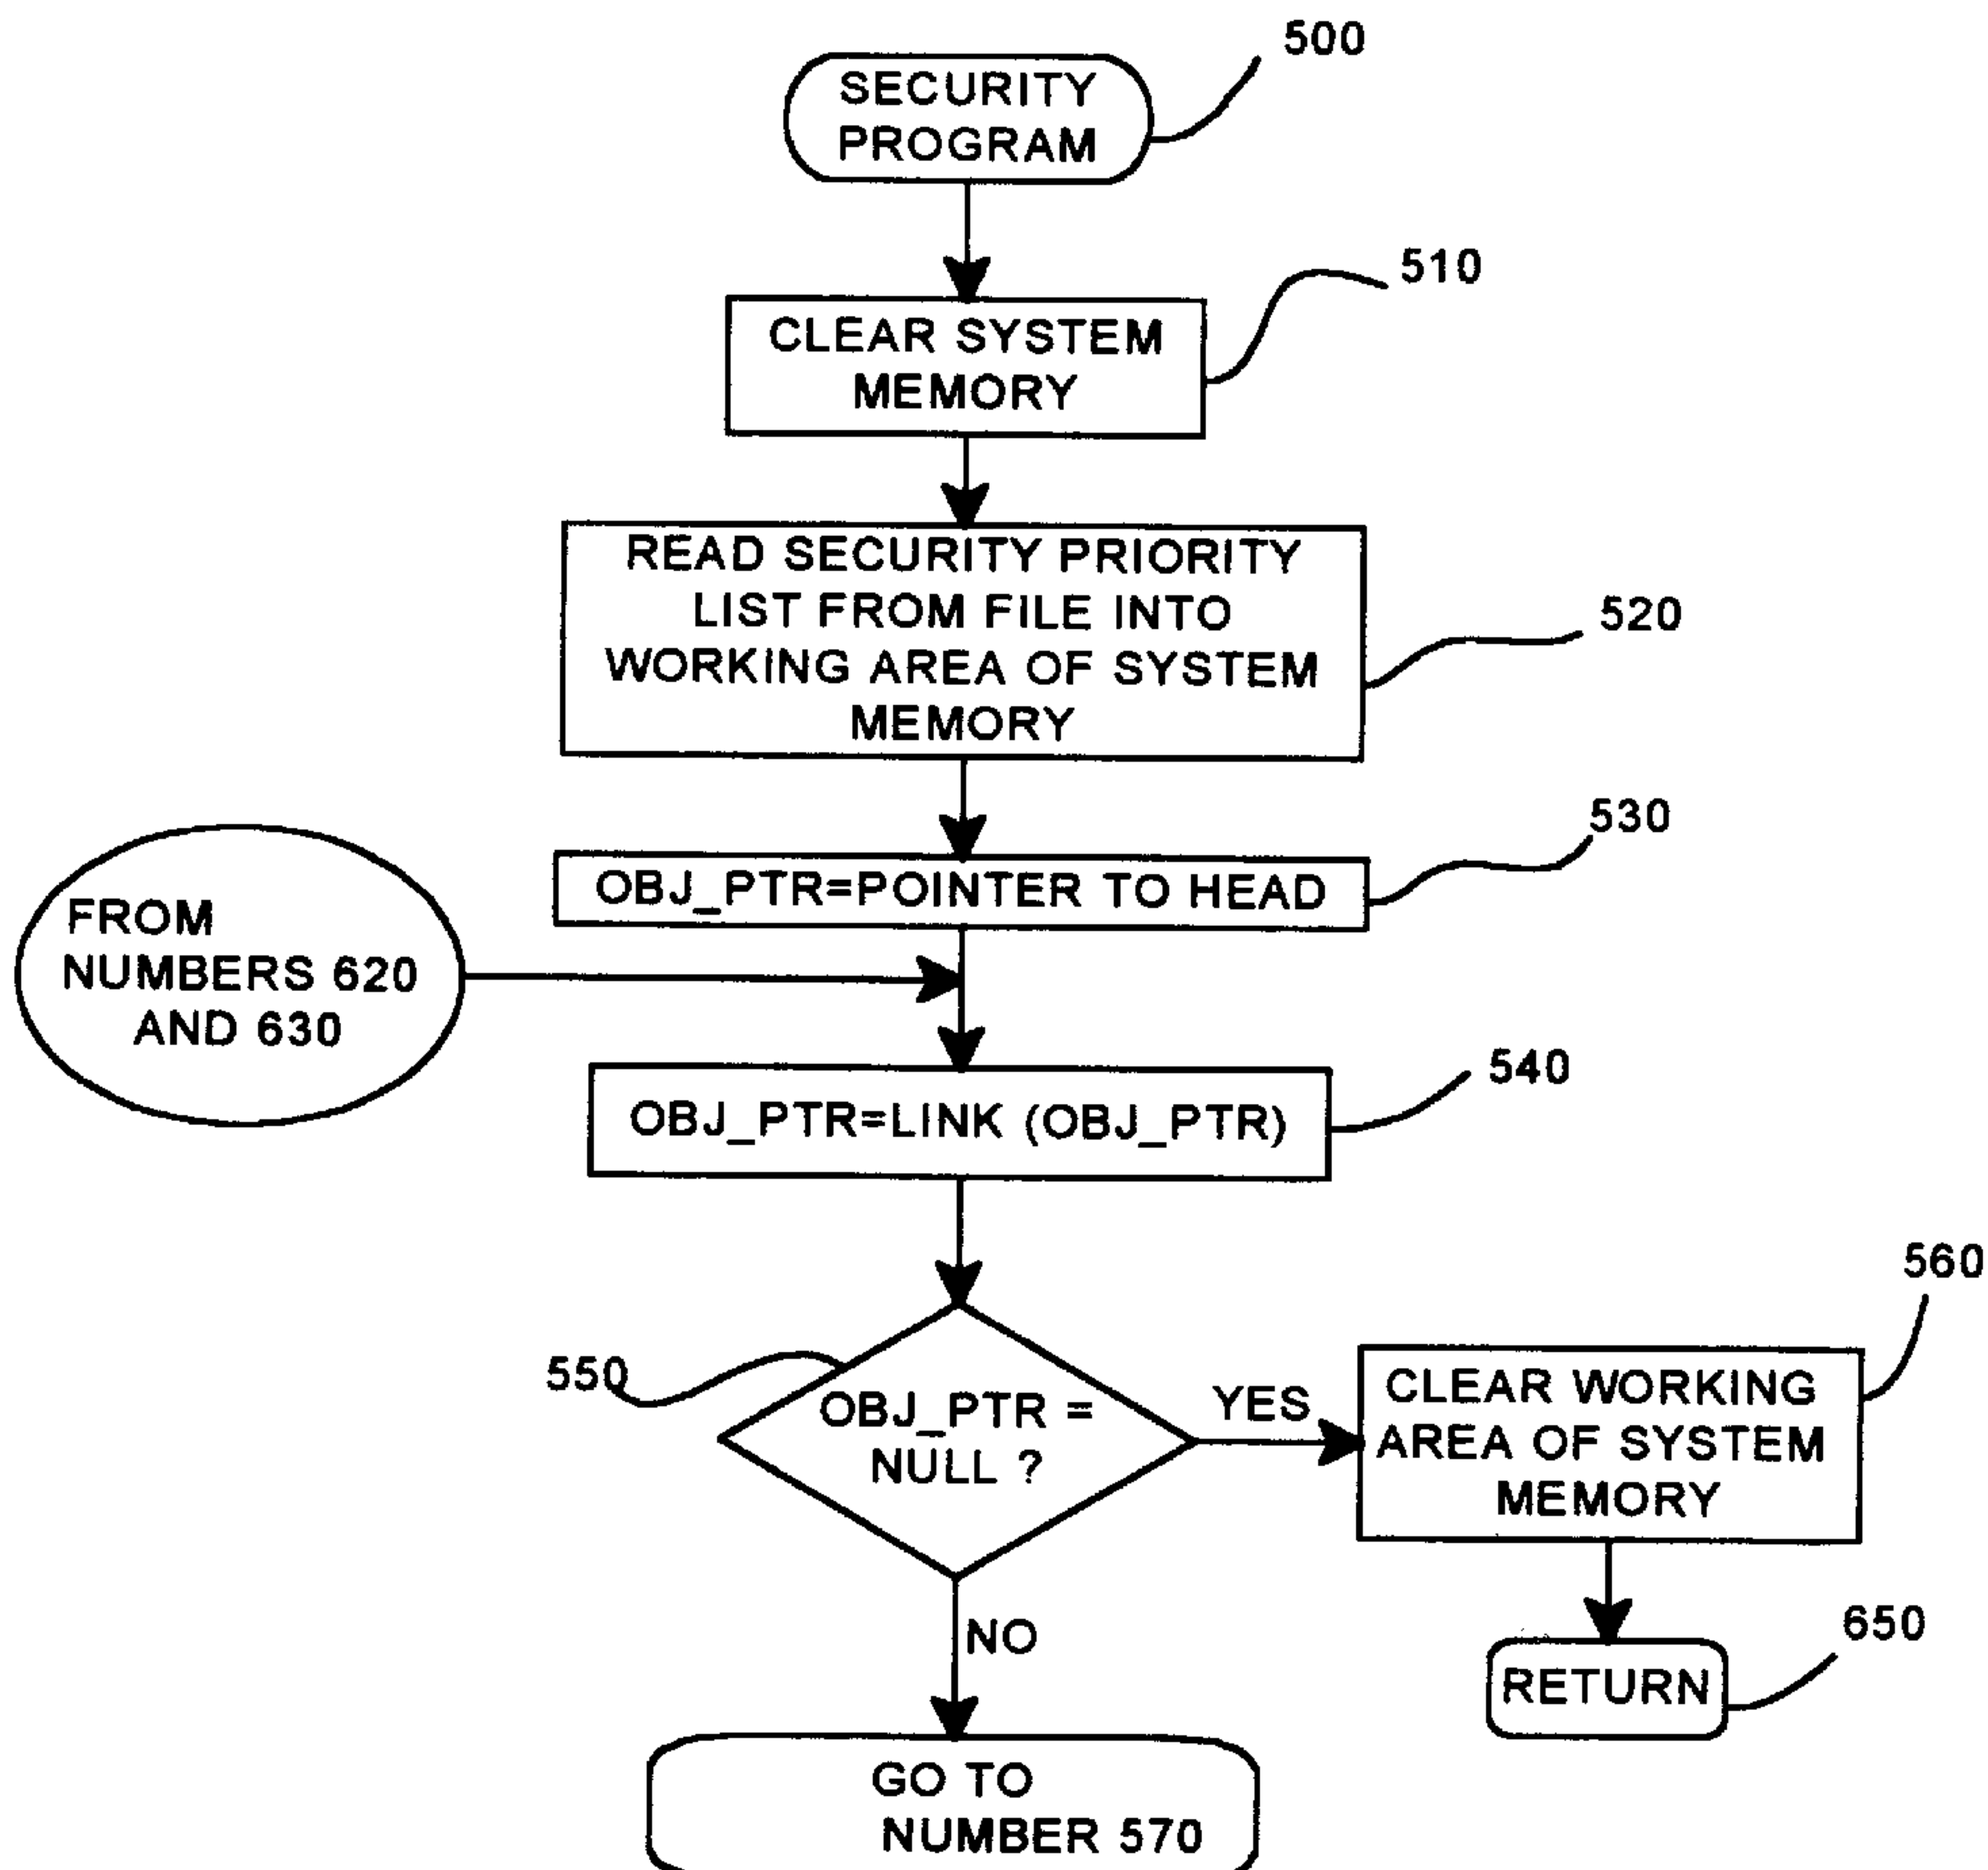 500
SECURITY
PROGRAM
510
CLEAR SYSTEM
MEMORY
520
READ SECURITY PRIORITY
LIST FROM FILE INTO
WORKING AREA OF SYSTEM
MEMORY
530
OBJ_PTR=POINTER TO HEAD
FROM
NUMBERS 620
AND 630
540
OBJ_PTR=LINK (OBJ_PTR)
550
OBJ_PTR =
NULL ?
YES
560
CLEAR WORKING
AREA OF SYSTEM
MEMORY
NO
650
RETURN
GO TO
NUMBER 570